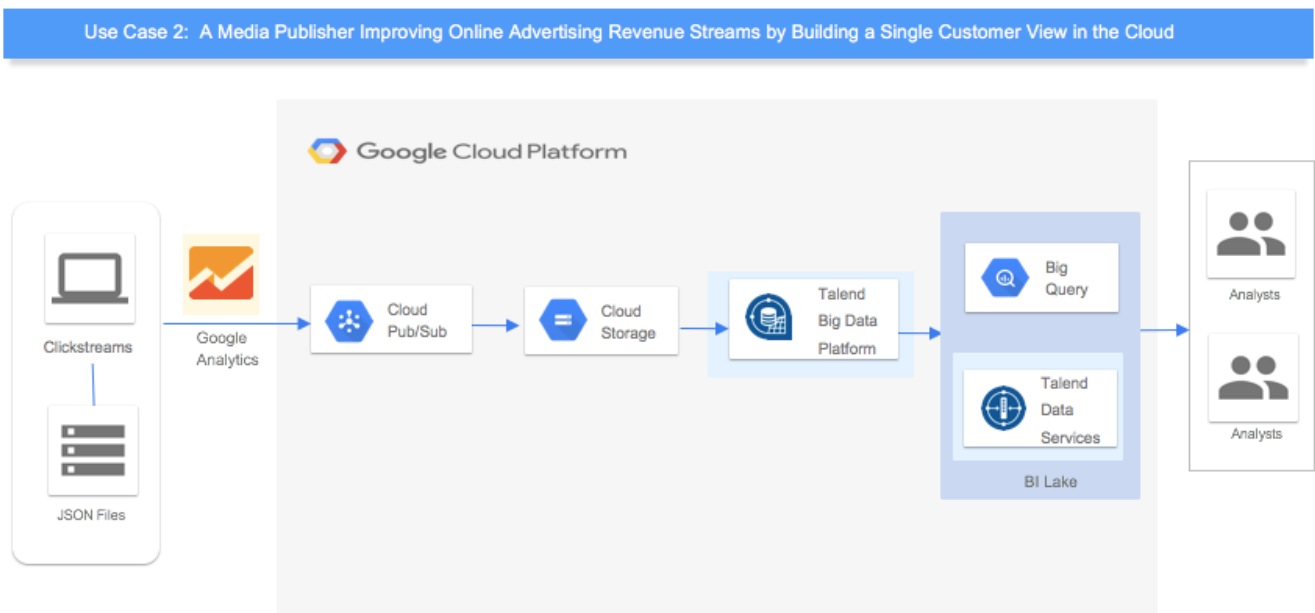 Use Case 2: A Media Publisher Improving Online Advertising Revenue Streams by Building a Single Customer View in the Cloud
Google Cloud Platform
Clickstreams
JSON Files
Google
Analytics
Cloud
Pub/Sub
Cloud
Storage
Talend
Big Data
Platform
Big
Query
Talend
Data
Services
BI Lake
Analysts
Analysts